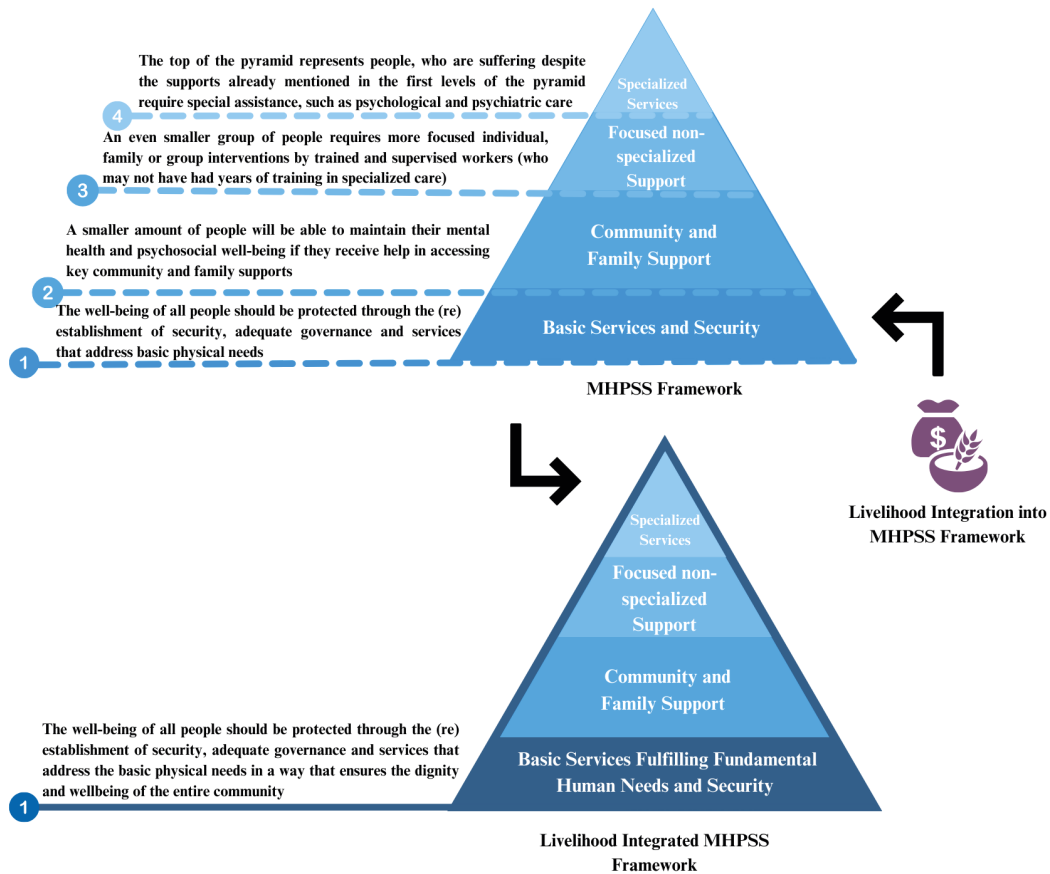 The top of the pyramid represents people, who are suffering despite
the supports already mentioned in the first levels of the pyramid
require special assistance, such as psychological and psychiatric care
4
Specialized
Services
An even smaller group of people requires more focused individual,
family or group interventions by trained and supervised workers (who
may not have had years of training in specialized care)
3
Focused non-
specialized
Support
A smaller amount of people will be able to maintain their mental
health and psychosocial well-being if they receive help in accessing
key community and family supports
2
Community and
Family Support
The well-being of all people should be protected through the (re)
establishment of security, adequate governance and services
that address basic physical needs
1
Basic Services and Security
MHPSS Framework
$
Livelihood Integration into
MHPSS Framework
Specialized
Services
Focused non-
specialized
Support
Community and
Family Support
The well-being of all people should be protected through the (re)
establishment of security, adequate governance and services that
address the basic physical needs in a way that ensures the dignity
and wellbeing of the entire community
1
Basic Services Fulfilling Fundamental
Human Needs and Security
Livelihood Integrated MHPSS
Framework